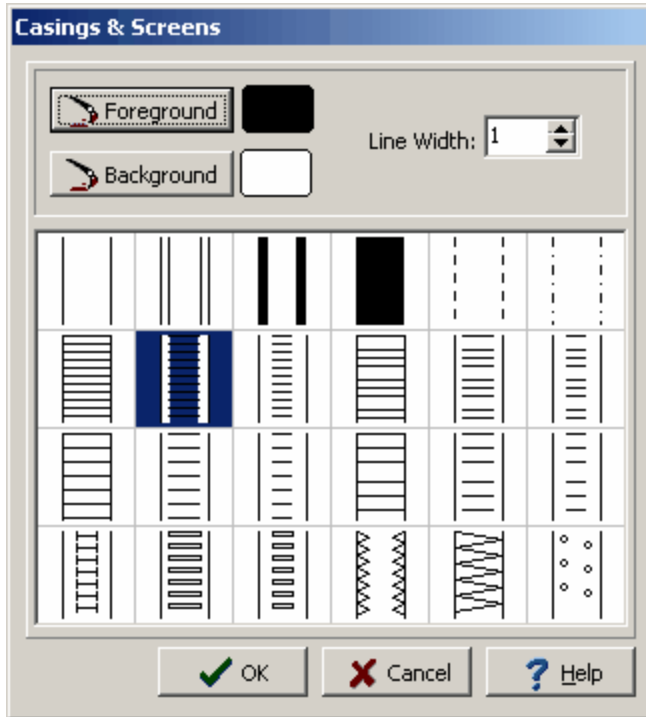 Casings & Screens
Foreground
Line Width: 1
Background
OK
Cancel
Help